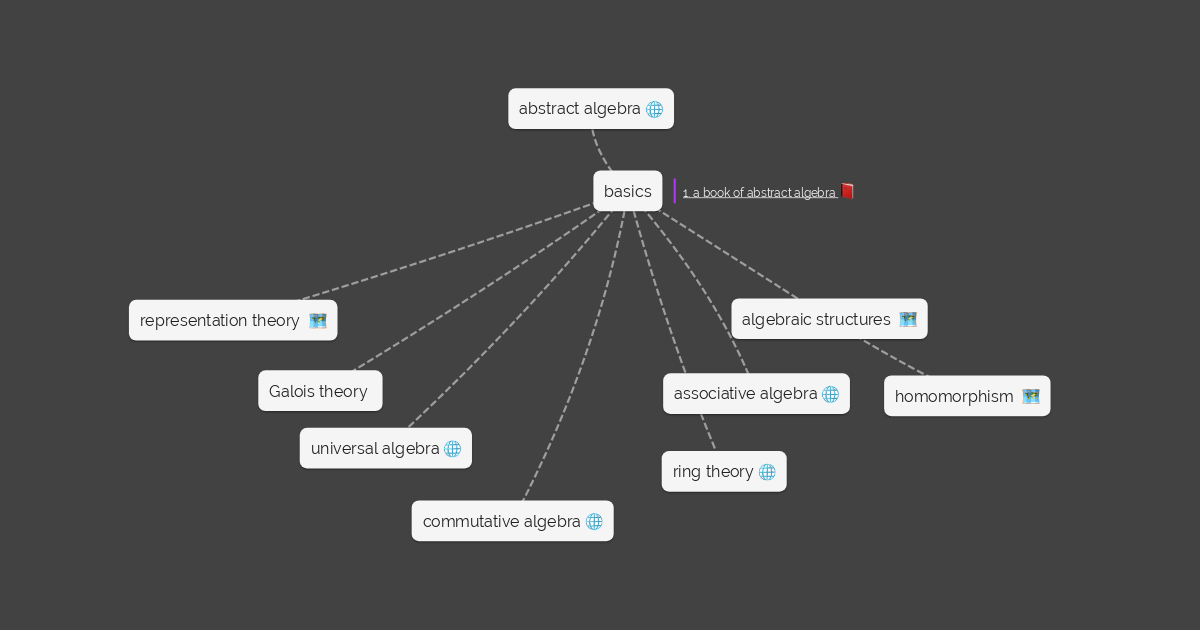 abstract algebra
basics
1. a book of abstract algebra
representation theory
algebraic structures
Galois theory
associative algebra
homomorphism
universal algebra
ring theory
commutative algebra